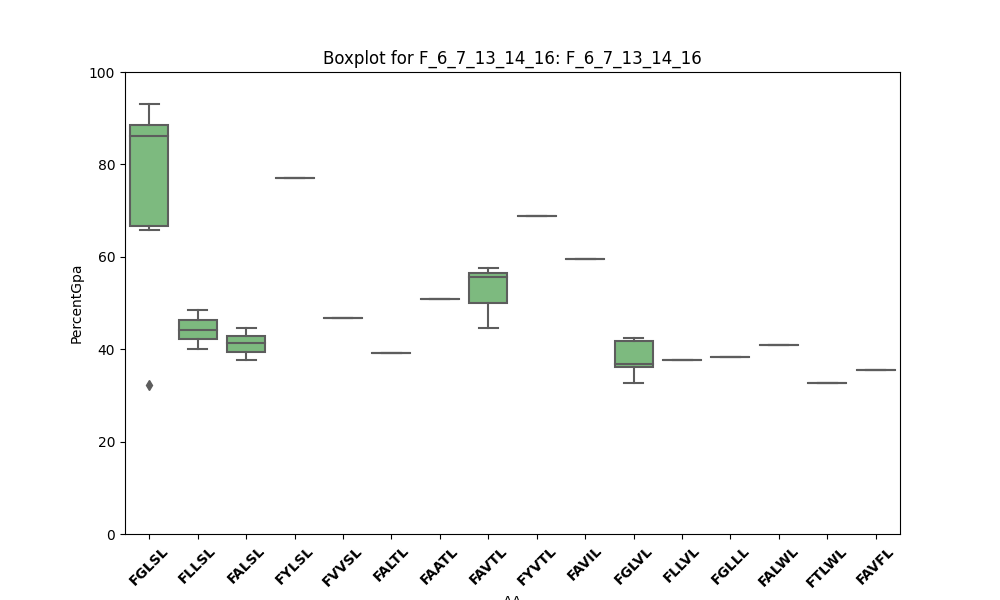 Boxplot for F_6_7_13_14_16: F_6_7_13_14_16
PercentGpa
100
80
60
40
20
0
FGLSL
FLLSL
FALSL
FYLSL
FVVSL
FALTL
FAATL
FAVTL
FYVTL
FAVIL
FGLVL
FLLVL
FGLLL
FALWL
FTLWL
FAVFL
AA